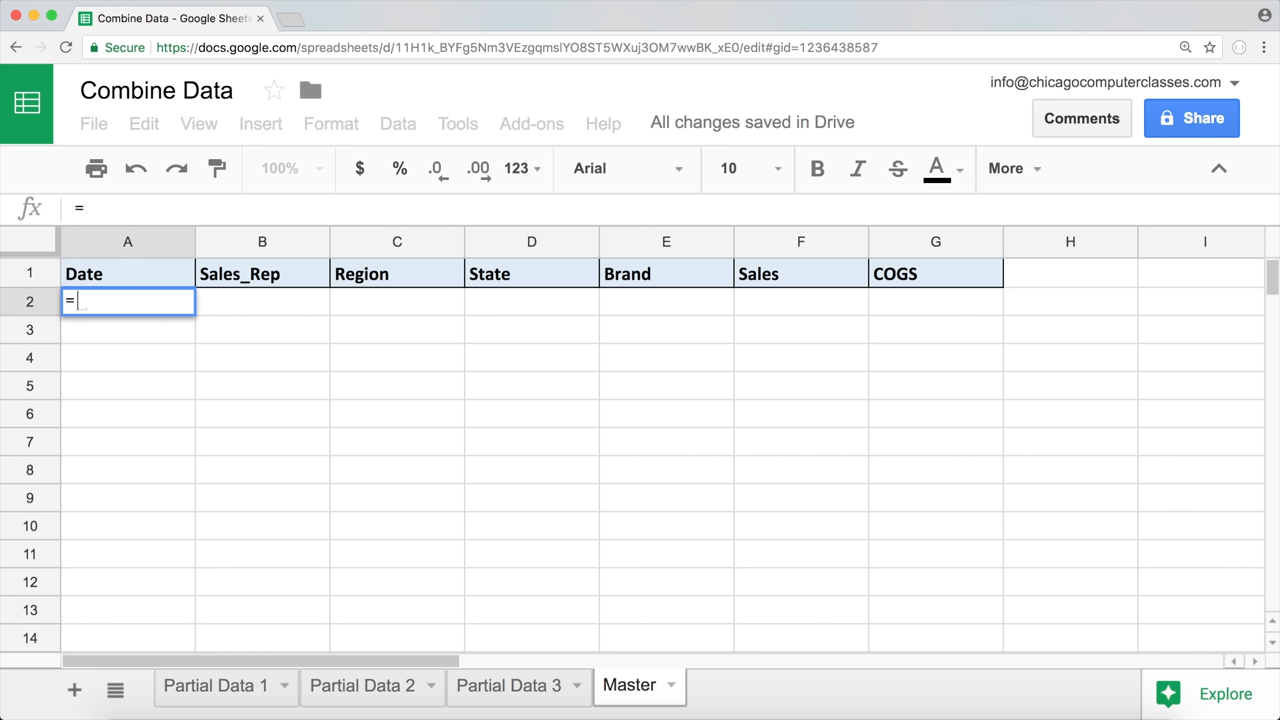 Combine Data - Google Sheets
Secure https://docs.google.com/spreadsheets/d/11H1k_BYFg5Nm3VEzgqmslYO8ST5WXuj3OM7wwBK_xE0/edit#gid=1236438587
Combine Data
info@chicagocomputerclasses.com
File Edit View Insert Format Data Tools Add-ons Help All changes saved in Drive
Comments Share
100% $ % .0 .00 123 Arial 10 B I S A More
fx =
A B C D E F G H I
1 Date Sales_Rep Region State Brand Sales COGS
2 =
3
4
5
6
7
8
9
10
11
12
13
14
+ Partial Data 1 Partial Data 2 Partial Data 3 Master Explore